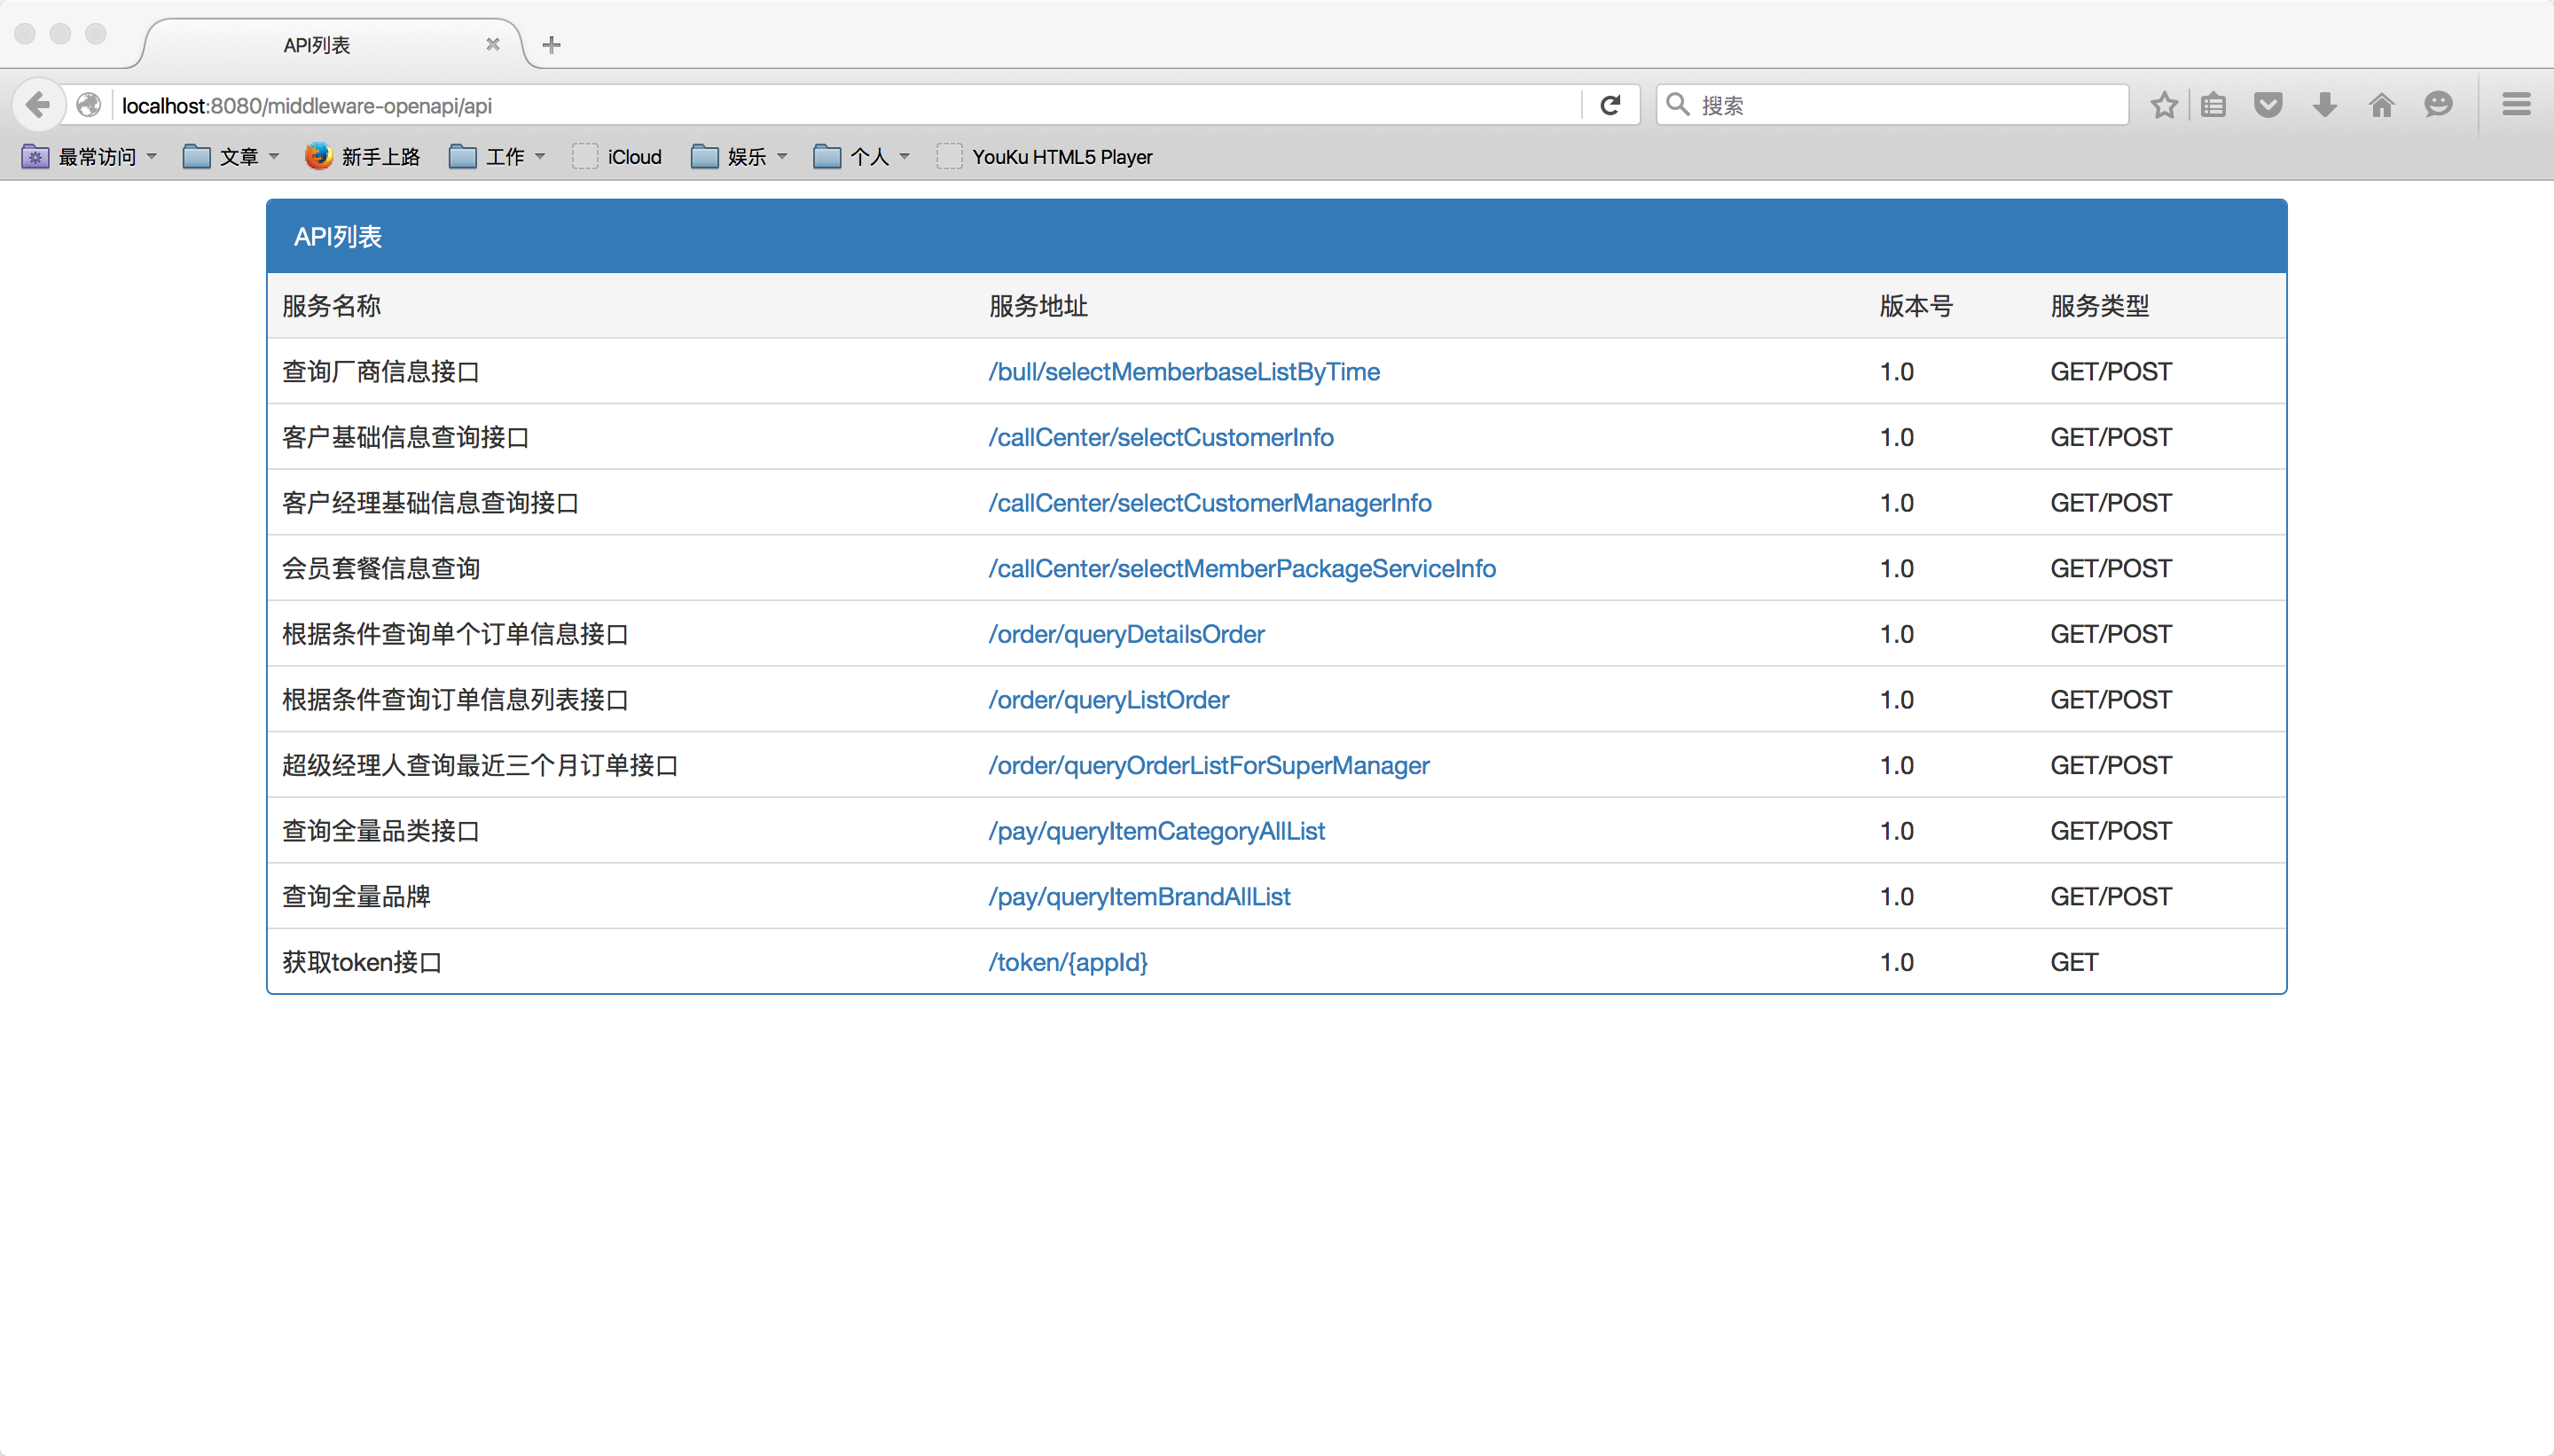 API列表
localhost:8080/middleware-openapi/api
搜索
最常访问 文章 新手上路 工作 iCloud 娱乐 个人 YouKu HTML5 Player
API列表
服务名称 服务地址 版本号 服务类型
查询厂商信息接口 /bull/selectMemberbaseListByTime 1.0 GET/POST
客户基础信息查询接口 /callCenter/selectCustomerInfo 1.0 GET/POST
客户经理基础信息查询接口 /callCenter/selectCustomerManagerInfo 1.0 GET/POST
会员套餐信息查询 /callCenter/selectMemberPackageServiceInfo 1.0 GET/POST
根据条件查询单个订单信息接口 /order/queryDetailsOrder 1.0 GET/POST
根据条件查询订单信息列表接口 /order/queryListOrder 1.0 GET/POST
超级经理人查询最近三个月订单接口 /order/queryOrderListForSuperManager 1.0 GET/POST
查询全量品类接口 /pay/queryItemCategoryAllList 1.0 GET/POST
查询全量品牌 /pay/queryItemBrandAllList 1.0 GET/POST
获取token接口 /token/{appId} 1.0 GET